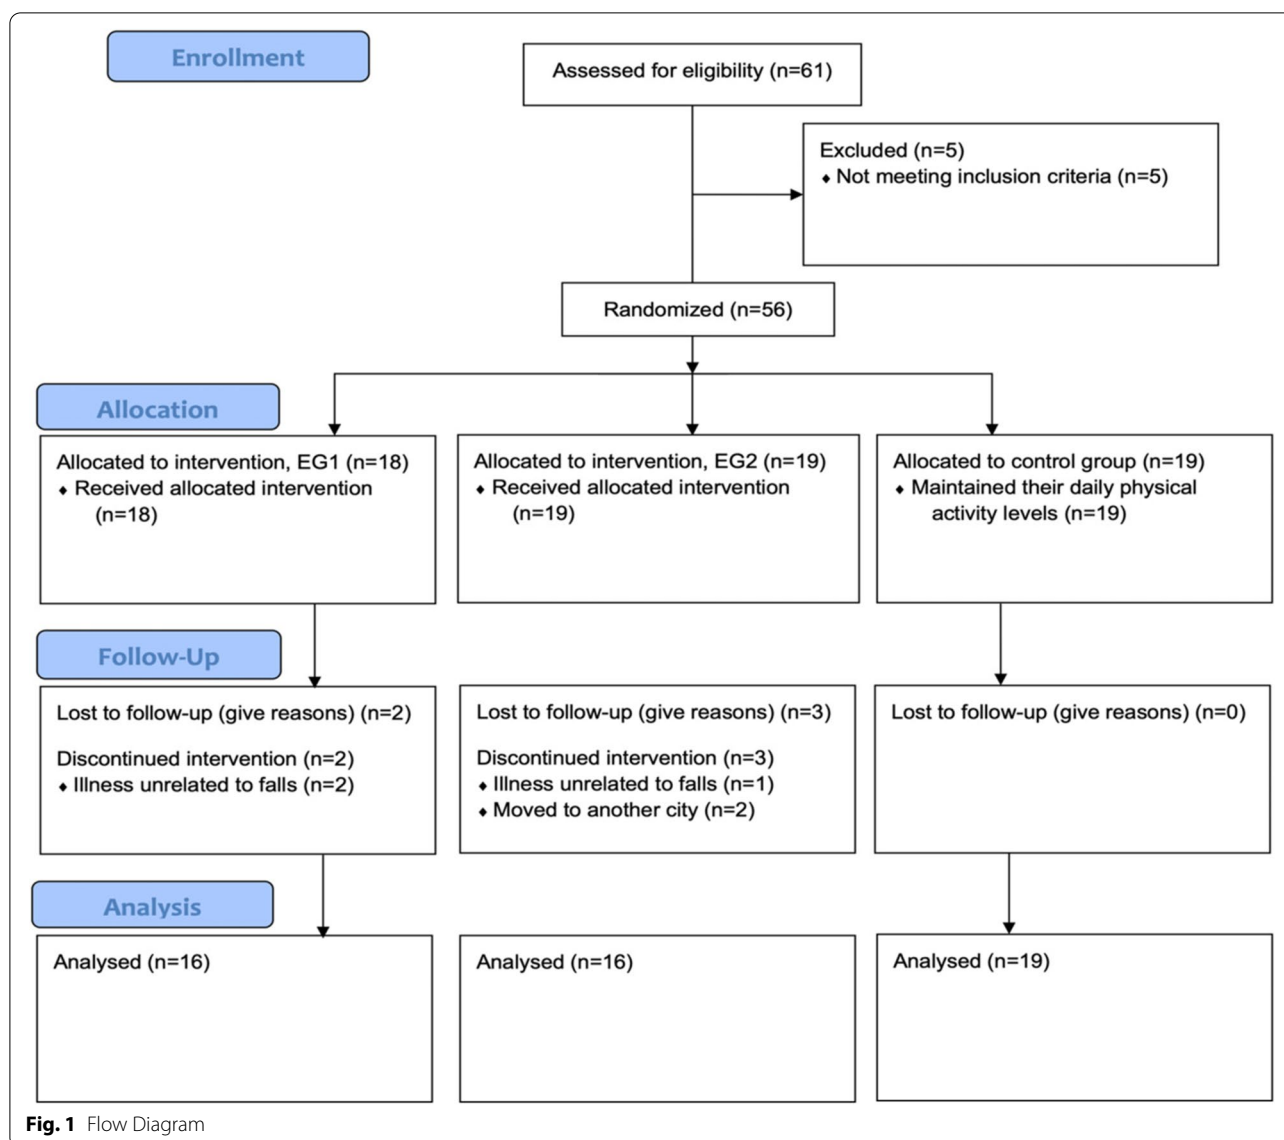 Enrollment
Assessed for eligibility (n=61)
Excluded (n=5)
♦ Not meeting inclusion criteria (n=5)
Randomized (n=56)
Allocation
Allocated to intervention, EG1 (n=18)
♦ Received allocated intervention
(n=18)
Allocated to intervention, EG2 (n=19)
♦ Received allocated intervention
(n=19)
Allocated to control group (n=19)
♦ Maintained their daily physical
activity levels (n=19)
Follow-Up
Lost to follow-up (give reasons) (n=2)
Discontinued intervention (n=2)
♦ Illness unrelated to falls (n=2)
Lost to follow-up (give reasons) (n=3)
Discontinued intervention (n=3)
♦ Illness unrelated to falls (n=1)
♦ Moved to another city (n=2)
Lost to follow-up (give reasons) (n=0)
Analysis
Analysed (n=16)
Analysed (n=16)
Analysed (n=19)
Fig. 1 Flow Diagram